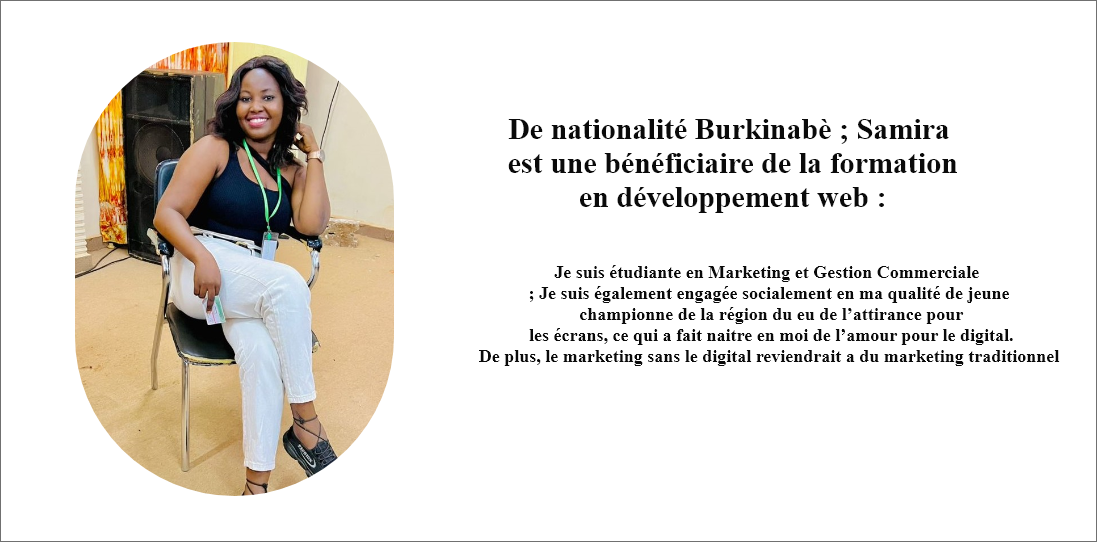 De nationalité Burkinabè ; Samira
est une bénéficiaire de la formation
en développement web :
Je suis étudiante en Marketing et Gestion Commerciale
; Je suis également engagée socialement en ma qualité de jeune
championne de la région du eu de l’attirance pour
les écrans, ce qui a fait naitre en moi de l’amour pour le digital.
De plus, le marketing sans le digital reviendrait a du marketing traditionnel